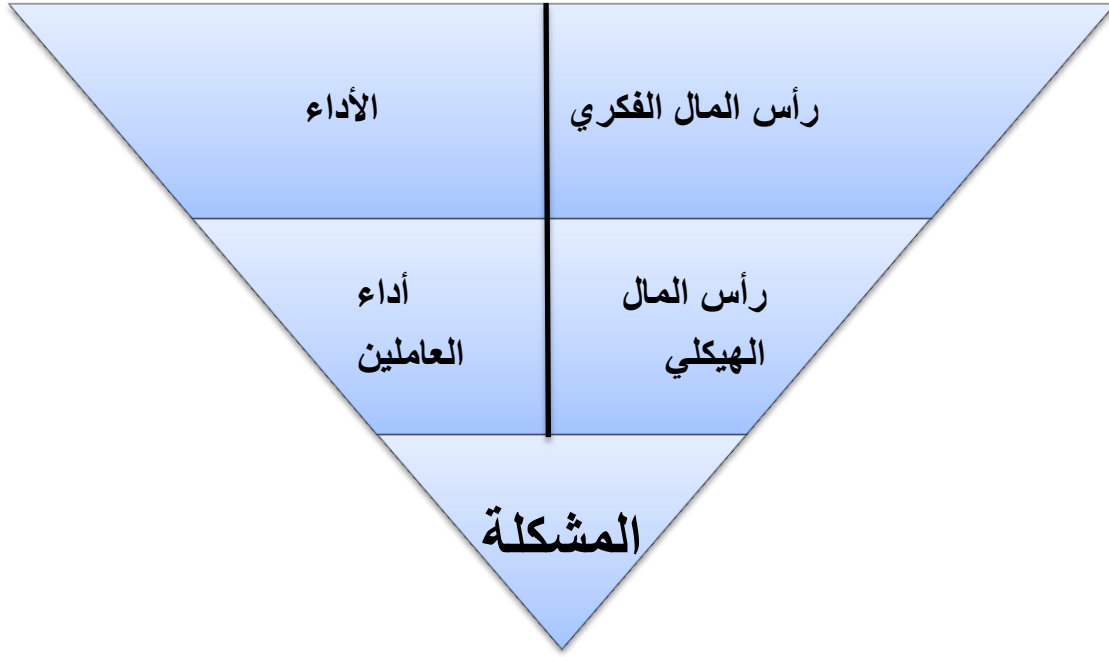 رأس المال الفكري
الأداء
رأس المال
الهيكلي
أداء
العاملين
المشكلة